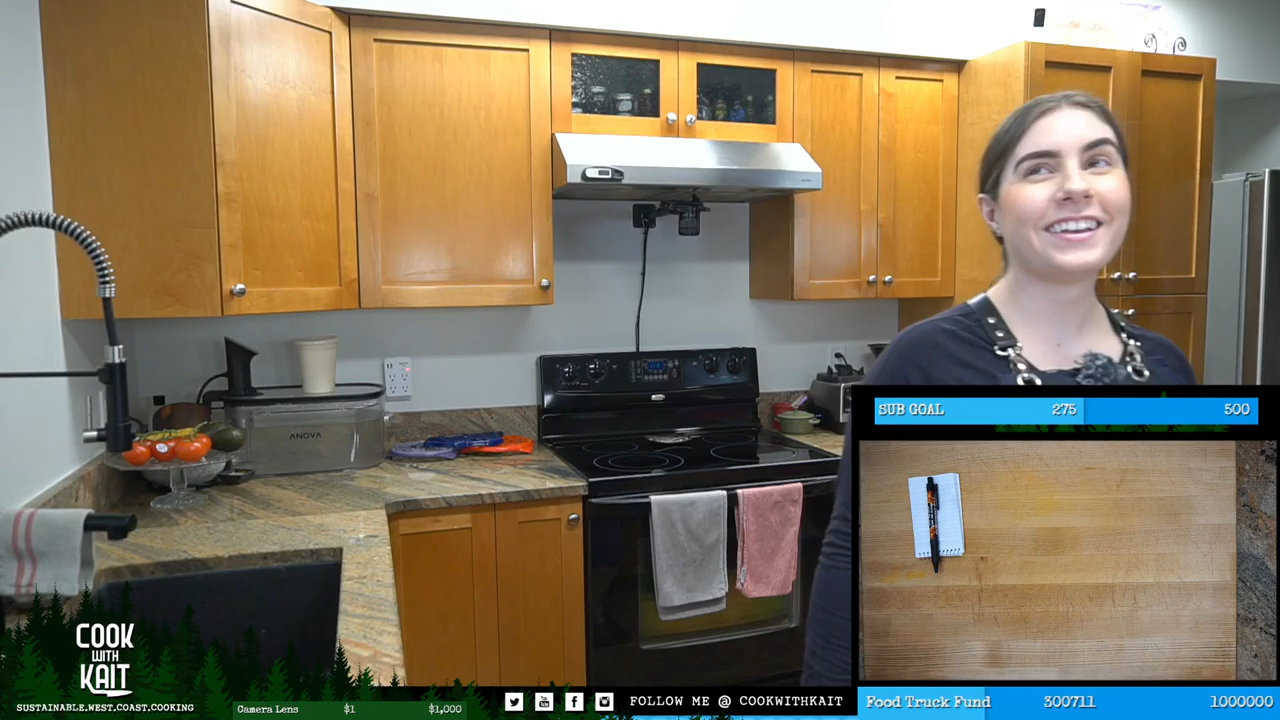 ANOVA
SUB GOAL 275 500
COOK
WITH
KAIT
SUSTAINABLE.WEST.COAST.COOKING
Camera Lens $1 $1,000
FOLLOW ME @ COOKWITHKAIT
Food Truck Fund 300711 1000000